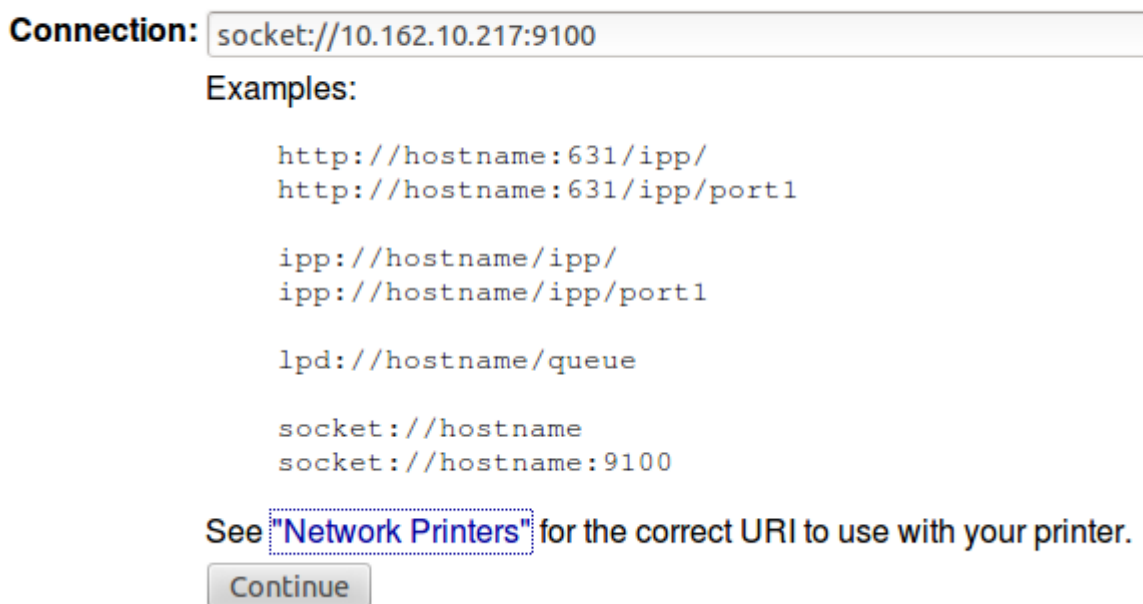 Connection: socket://10.162.10.217:9100
Examples:
http://hostname:631/ipp/
http://hostname:631/ipp/port1
ipp://hostname/ipp/
ipp://hostname/ipp/port1
lpd://hostname/queue
socket://hostname
socket://hostname:9100
See "Network Printers" for the correct URI to use with your printer.
Continue